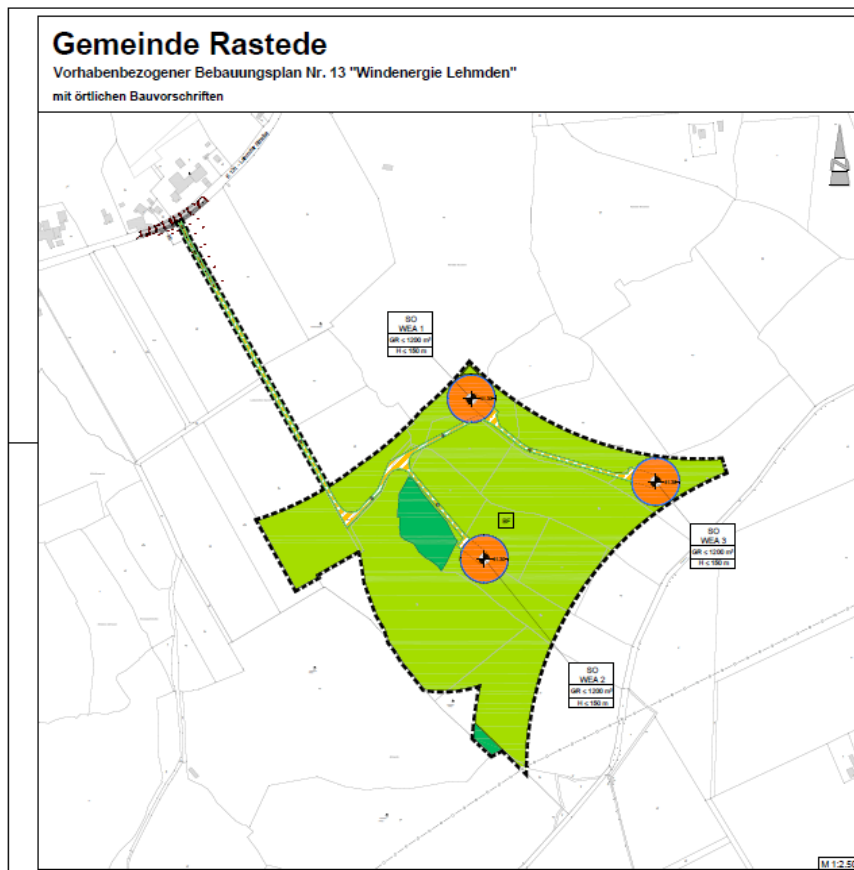 Gemeinde Rastede
Vorhabenbezogener Bebauungsplan Nr. 13 "Windenergie Lehmden"
mit örtlichen Bauvorschriften
SO
WEA 1
GR ≤ 1200 m²
H ≤ 150 m
SO
WEA 3
GR ≤ 1200 m²
H ≤ 150 m
SO
WEA 2
GR ≤ 1200 m²
H ≤ 150 m